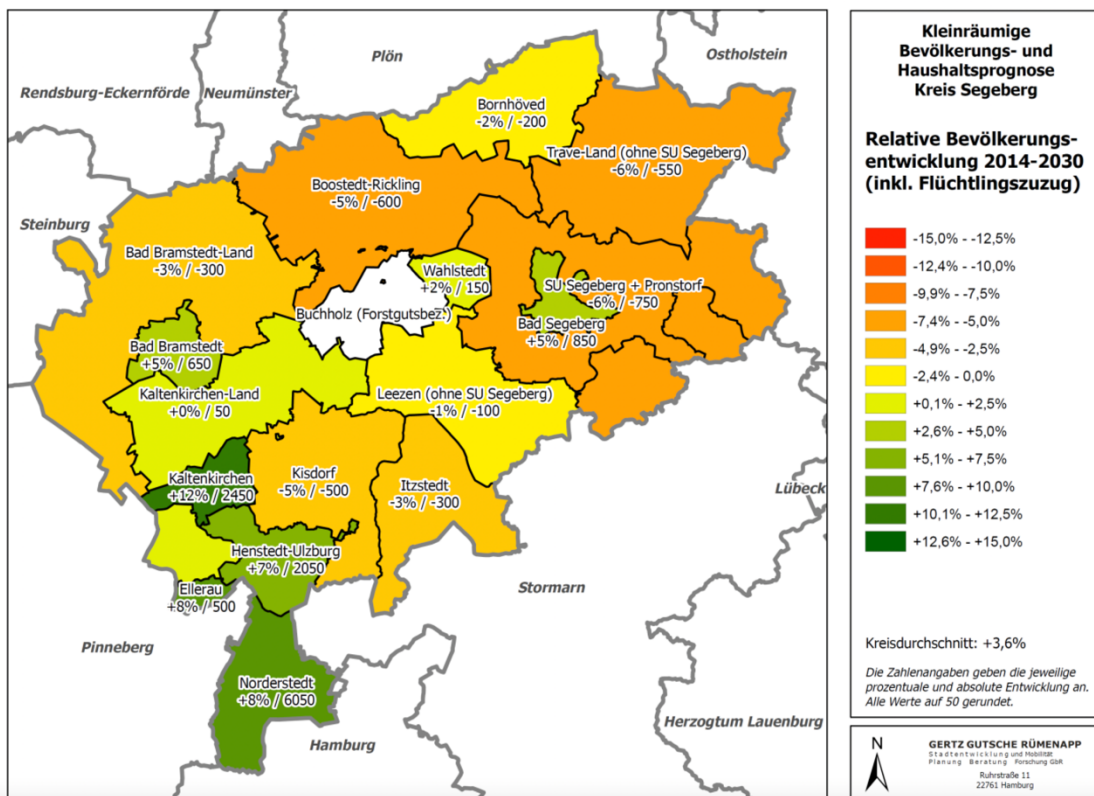 Plön
Ostholstein
Rendsburg-Eckernförde
Neumünster
Bornhöved
-2% / -200
Trave-Land (ohne SU Segeberg)
-6% / -550
Boostedt-Rickling
-5% / -600
Steinburg
Bad Bramstedt-Land
-3% / -300
Wahlstedt
+2% / 150
SU Segeberg + Pronstorf
-6% / -750
Buchholz (Forstgutsbez.)
Bad Segeberg
+5% / 850
Bad Bramstedt
+5% / 650
Kaltenkirchen-Land
+0% / 50
Leezen (ohne SU Segeberg)
-1% / -100
Kaltenkirchen
+12% / 2450
Kisdorf
-5% / -500
Itzstedt
-3% / -300
Lübeck
Henstedt-Ulzburg
+7% / 2050
Ellerau
+8% / 500
Stormarn
Pinneberg
Norderstedt
+8% / 6050
Hamburg
Herzogtum Lauenburg
Kleinräumige
Bevölkerungs- und
Haushaltsprognose
Kreis Segeberg
Relative Bevölkerungs-
entwicklung 2014-2030
(inkl. Flüchtlingszuzug)
-15,0% - -12,5%
-12,4% - -10,0%
-9,9% - -7,5%
-7,4% - -5,0%
-4,9% - -2,5%
-2,4% - 0,0%
+0,1% - +2,5%
+2,6% - +5,0%
+5,1% - +7,5%
+7,6% - +10,0%
+10,1% - +12,5%
+12,6% - +15,0%
Kreisdurchschnitt: +3,6%
Die Zahlenangaben geben die jeweilige
prozentuale und absolute Entwicklung an.
Alle Werte auf 50 gerundet.
N
GERTZ GUTSCHE RÜMENAPP
Stadtentwicklung und Mobilität
Planung Beratung Forschung GbR
Ruhrstraße 11
22761 Hamburg